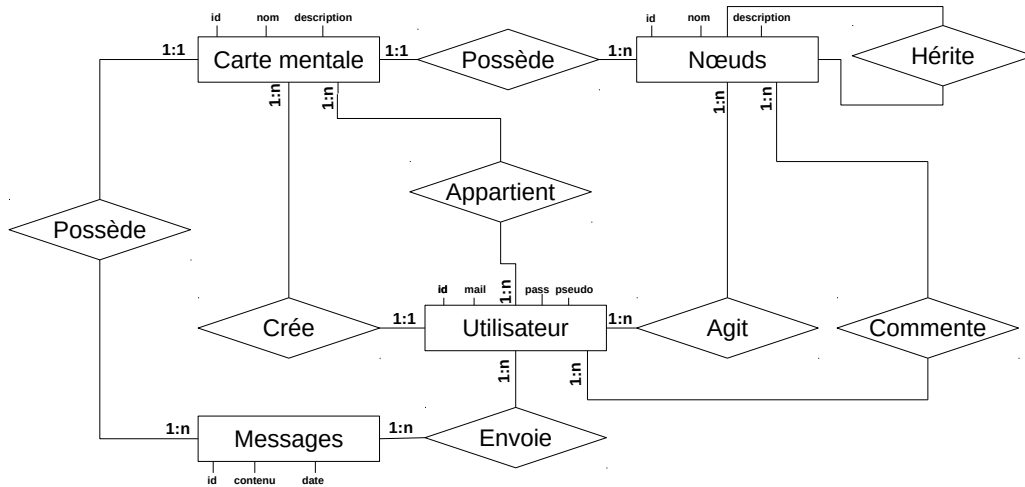 id nom description
id nom description
1:1 Carte mentale 1:1 Possède 1:n Nœuds Hérite
1:n 1:n 1:n 1:n
Appartient
Possède
1:n
id mail pass pseudo
Crée 1:1 Utilisateur 1:n Agit Commente
1:n 1:n
1:n Messages 1:n Envoie
id contenu date